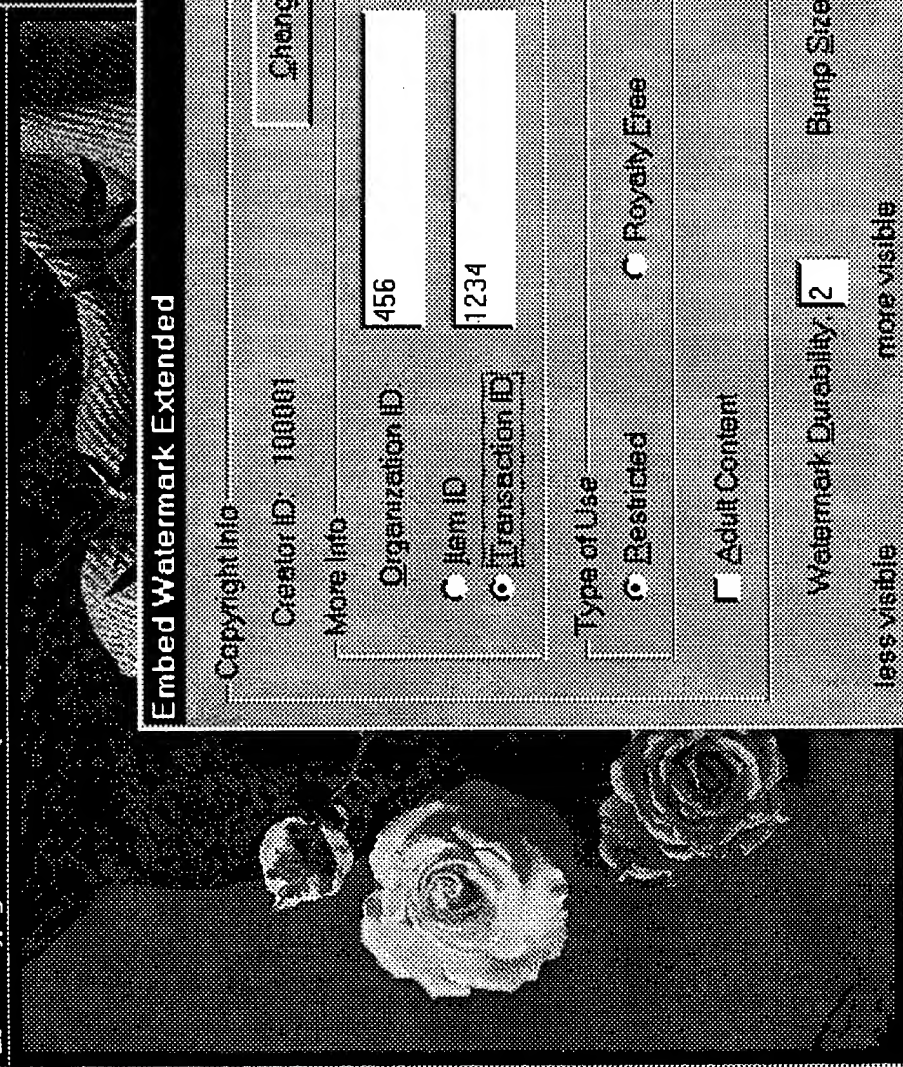 Embed Watermark Extended
Copyright Info
Creator ID: 100001
Chang
More Info
Organization ID: 456
Item ID
Transaction ID 1234
Type of Use
Restricted Royalty Free
Adult Content
Watermark Durability: 2 Bump Size
less visible more visible